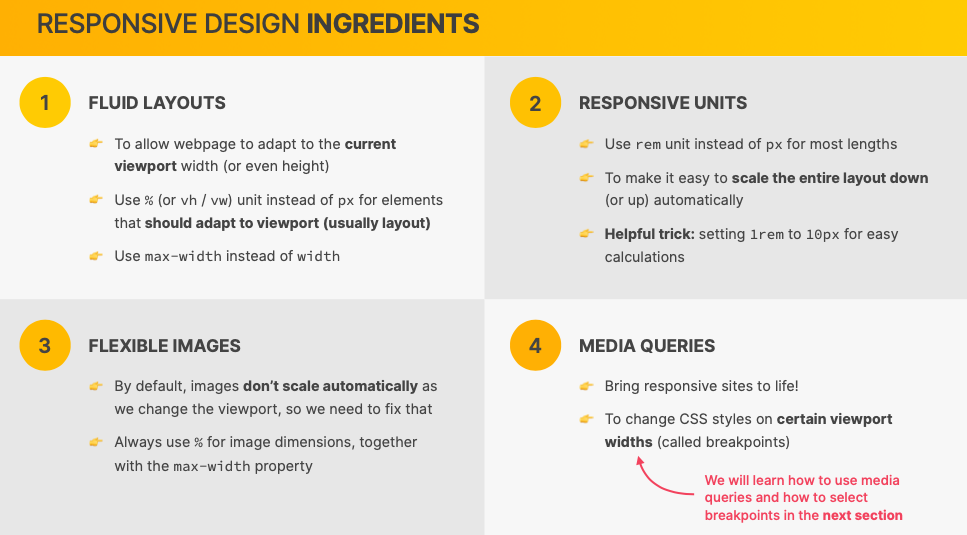 RESPONSIVE DESIGN INGREDIENTS
1
FLUID LAYOUTS
To allow webpage to adapt to the current
viewport width (or even height)
Use % (or vh / vw) unit instead of px for elements
that should adapt to viewport (usually layout)
Use max-width instead of width
2
RESPONSIVE UNITS
Use rem unit instead of px for most lengths
To make it easy to scale the entire layout down
(or up) automatically
Helpful trick: setting 1rem to 10px for easy
calculations
3
FLEXIBLE IMAGES
By default, images don’t scale automatically as
we change the viewport, so we need to fix that
Always use % for image dimensions, together
with the max-width property
4
MEDIA QUERIES
Bring responsive sites to life!
To change CSS styles on certain viewport
widths (called breakpoints)
We will learn how to use media
queries and how to select
breakpoints in the next section